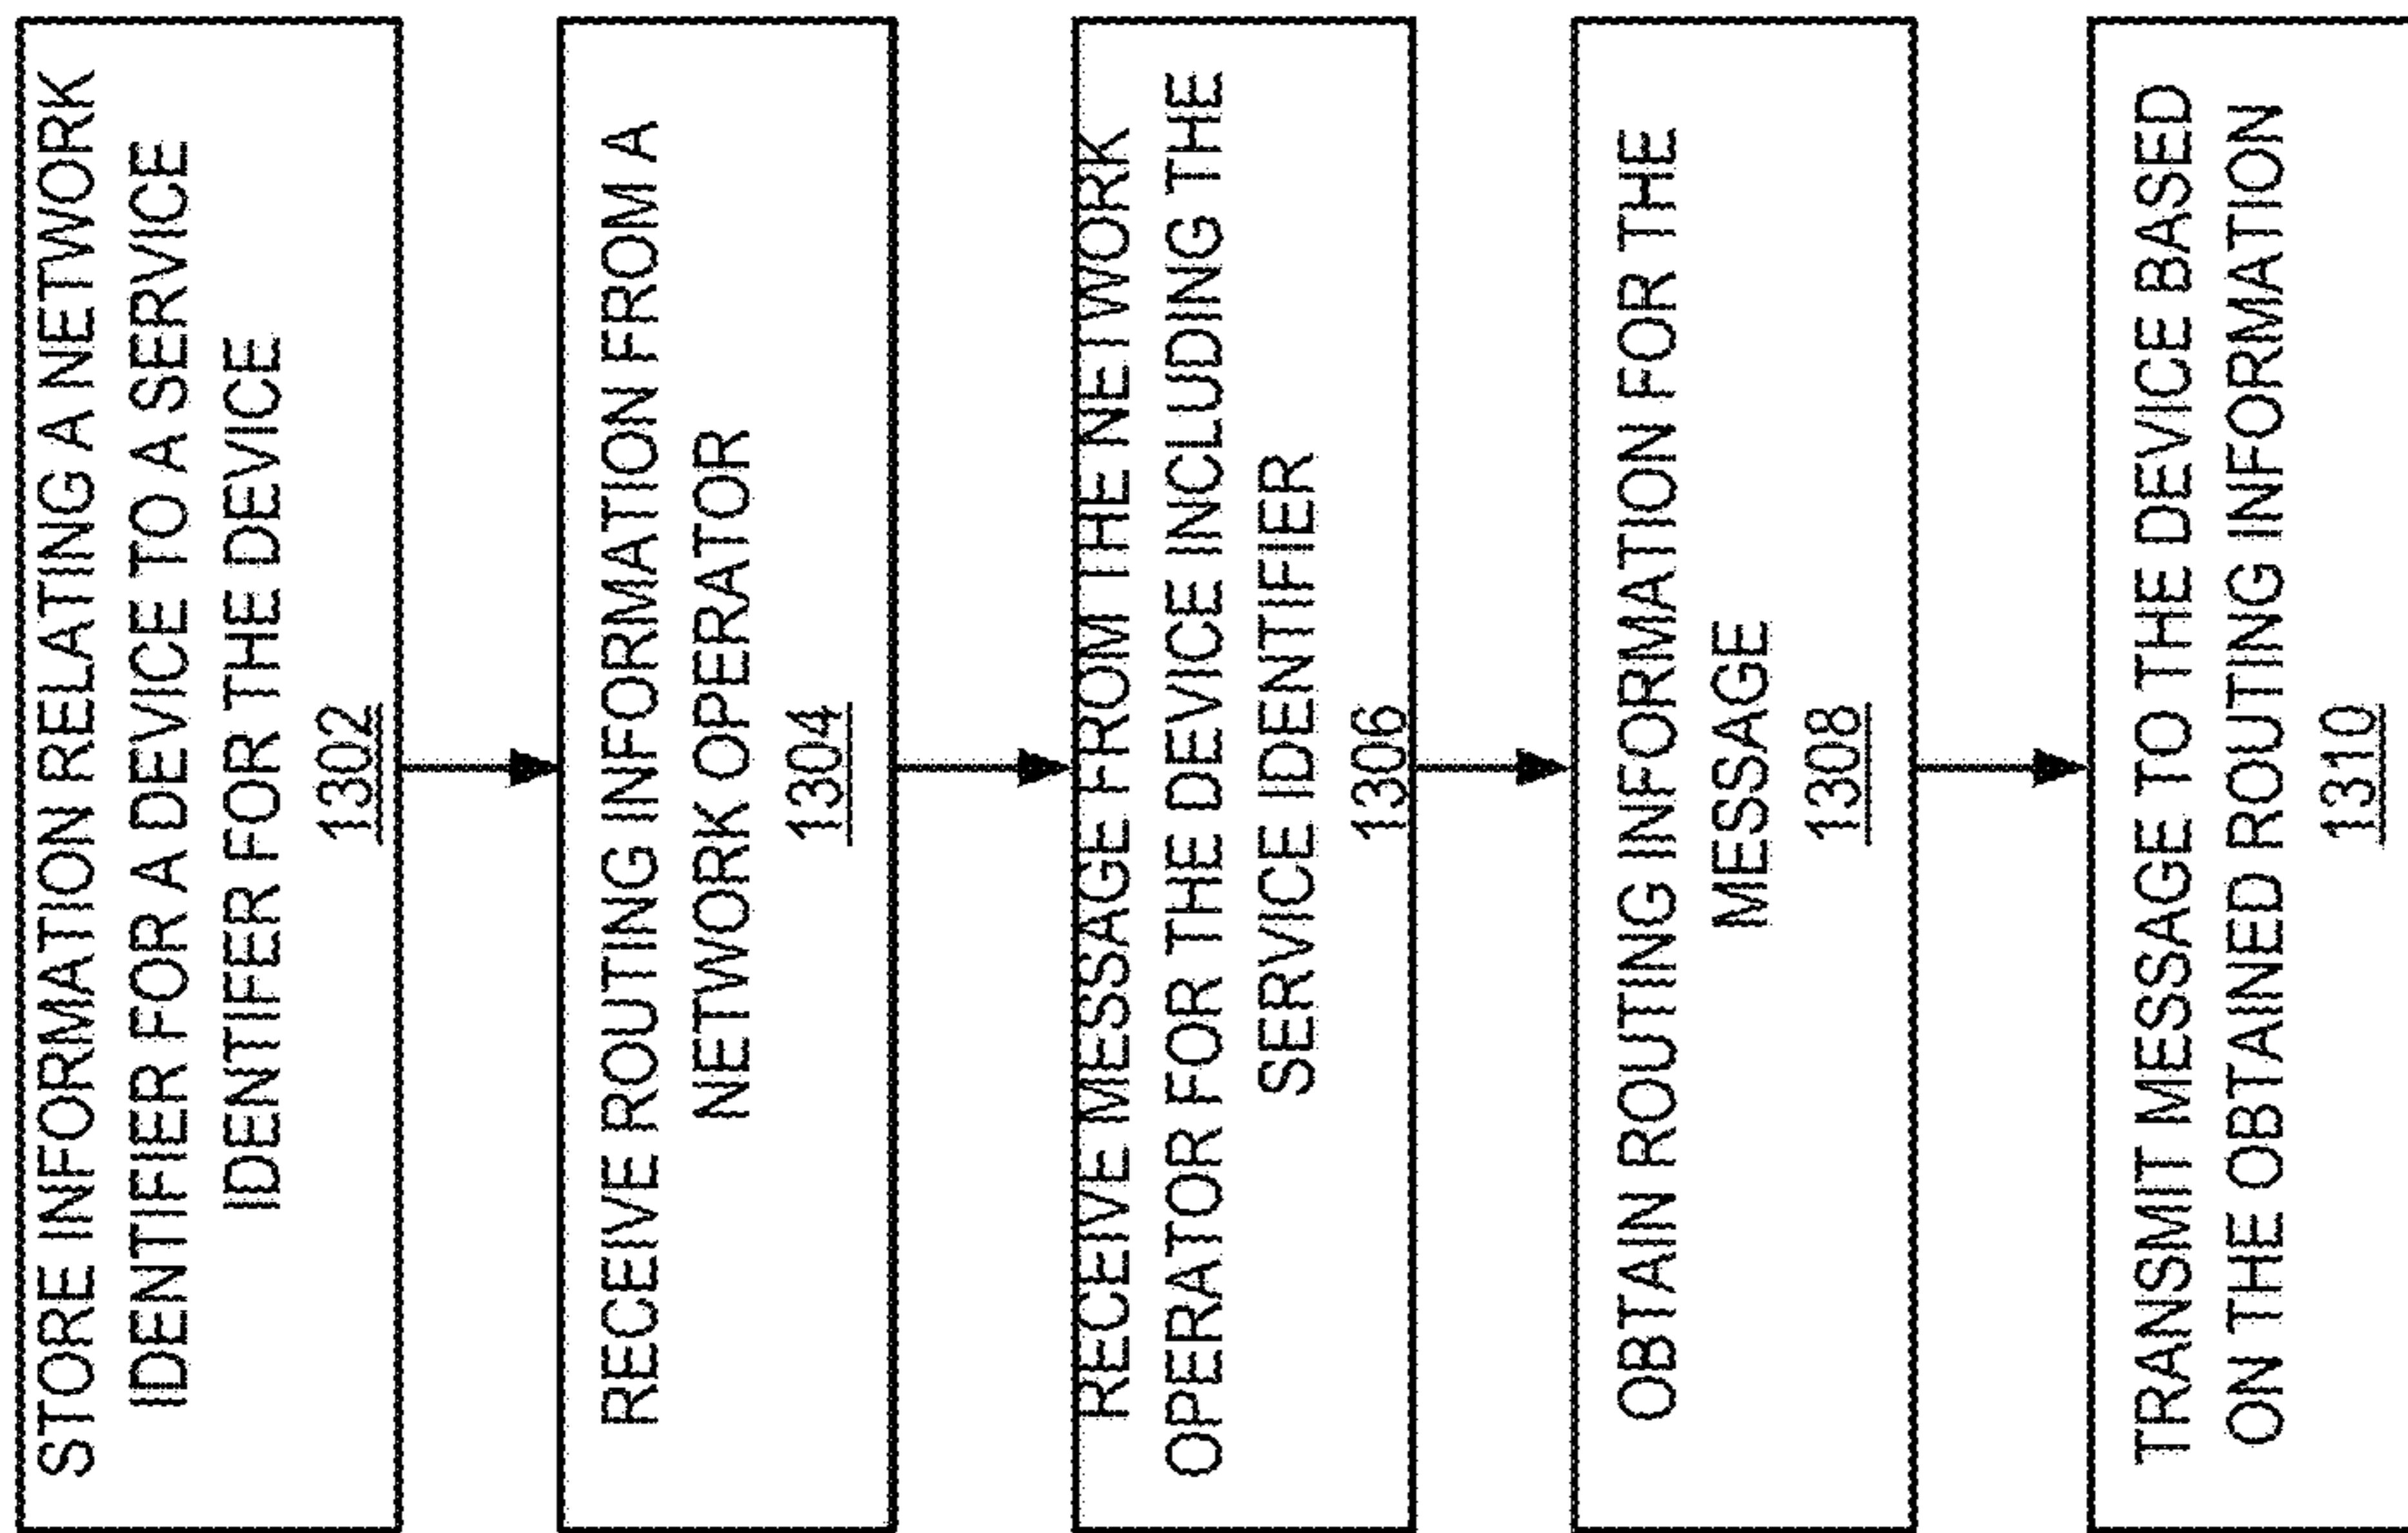 STORE INFORMATION RELATING A NETWORK
IDENTIFIER FOR A DEVICE TO A SERVICE
IDENTIFER FOR THE DEVICE
1302
RECEIVE ROUTING INFORMATION FROM A
NETWORK OPERATOR
1304
RECEIVE MESSAGE FROM THE NETWORK
OPERATOR FOR THE DEVICE INCLUDING THE
SERVICE IDENTIFIER
1306
OBTAIN ROUTING INFORMATION FOR THE
MESSAGE
1308
TRANSMIT MESSAGE TO THE DEVICE BASED
ON THE OBTAINED ROUTING INFORMATION
1310